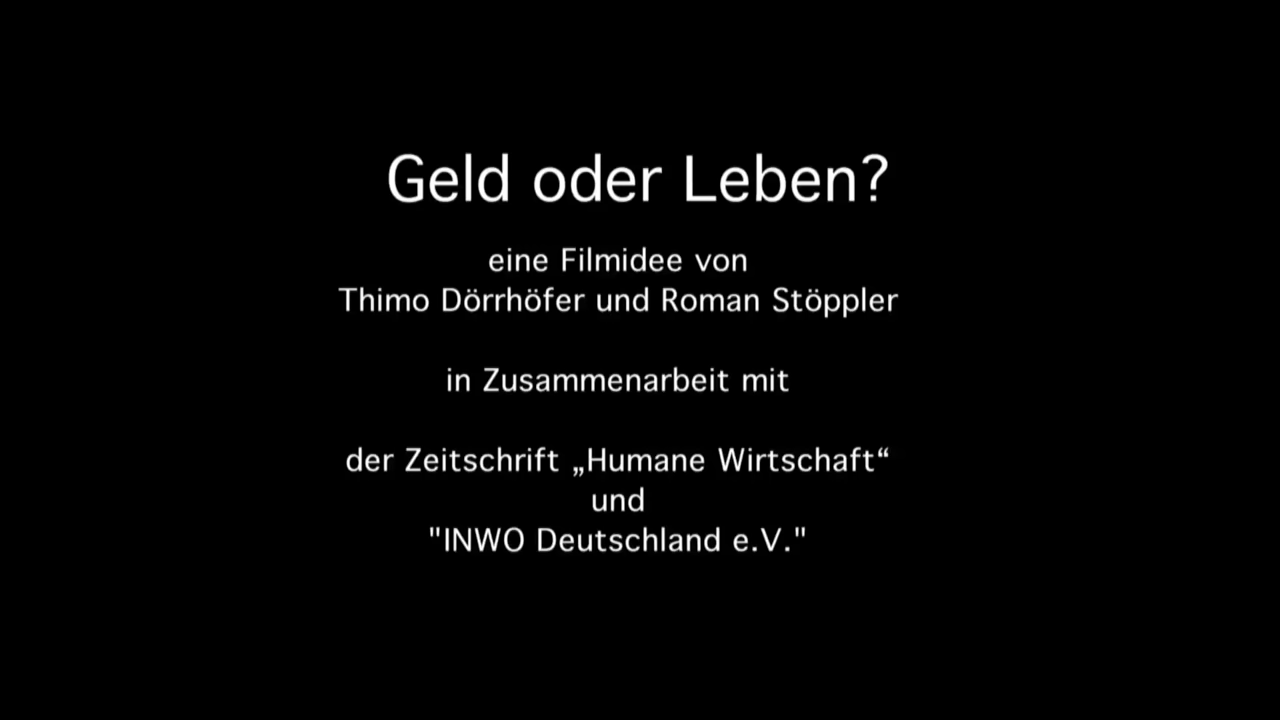 Geld oder Leben?
eine Filmidee von
Thimo Dörrhöfer und Roman Stöppler
in Zusammenarbeit mit
der Zeitschrift „Humane Wirtschaft“
und
"INWO Deutschland e.V."